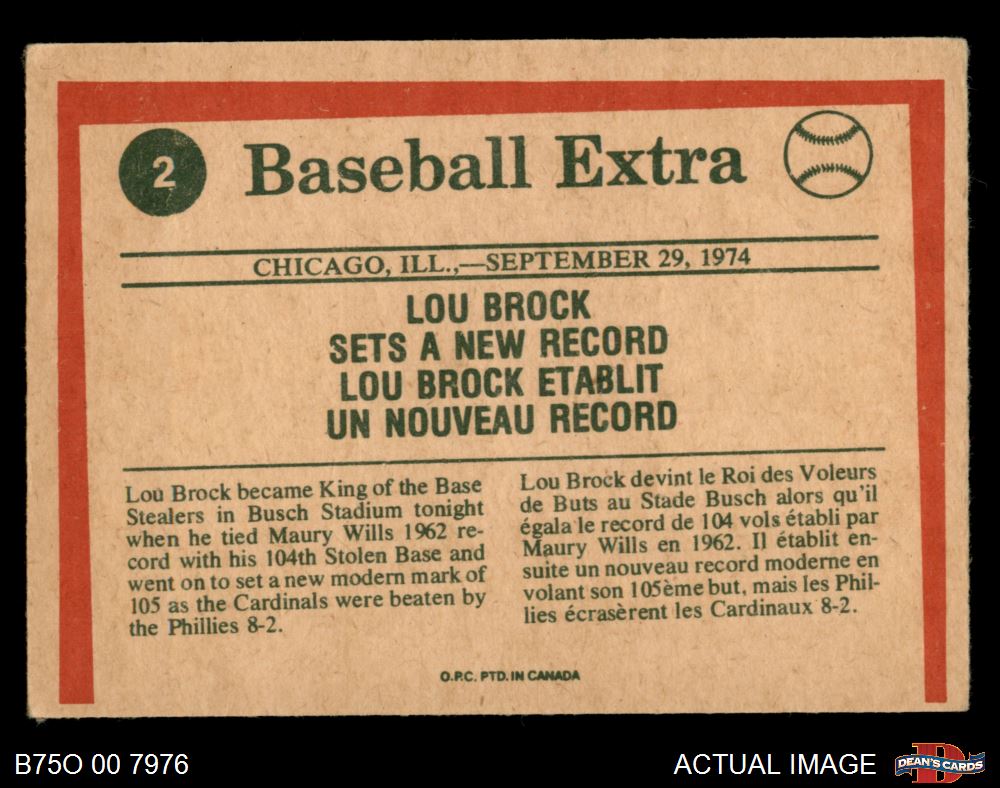 2
Baseball Extra
CHICAGO, ILL.,—SEPTEMBER 29, 1974
LOU BROCK
SETS A NEW RECORD
LOU BROCK ETABLIT
UN NOUVEAU RECORD
Lou Brock became King of the Base
Stealers in Busch Stadium tonight
when he tied Maury Wills 1962 re-
cord with his 104th Stolen Base and
went on to set a new modern mark of
105 as the Cardinals were beaten by
the Phillies 8-2.
Lou Brock devint le Roi des Voleurs
de Buts au Stade Busch alors qu'il
égala le record de 104 vols établi par
Maury Wills en 1962. Il établit en-
suite un nouveau record moderne en
volant son 105ème but, mais les Phil-
lies écrasèrent les Cardinaux 8-2.
O.P.C. PTD. IN CANADA
B75O 00 7976
ACTUAL IMAGE
D
DEAN'S CARDS